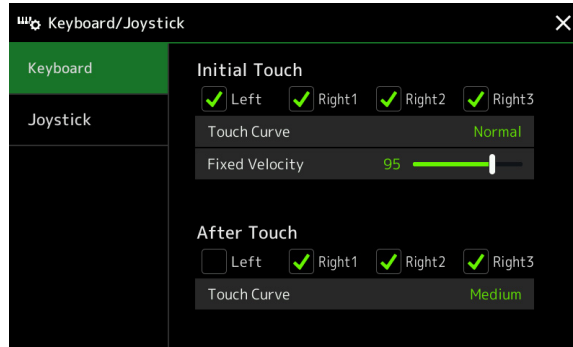 Keyboard/Joystick
Keyboard
Joystick
Initial Touch
Left Right1 Right2 Right3
Touch Curve Normal
Fixed Velocity 95
After Touch
Left Right1 Right2 Right3
Touch Curve Medium